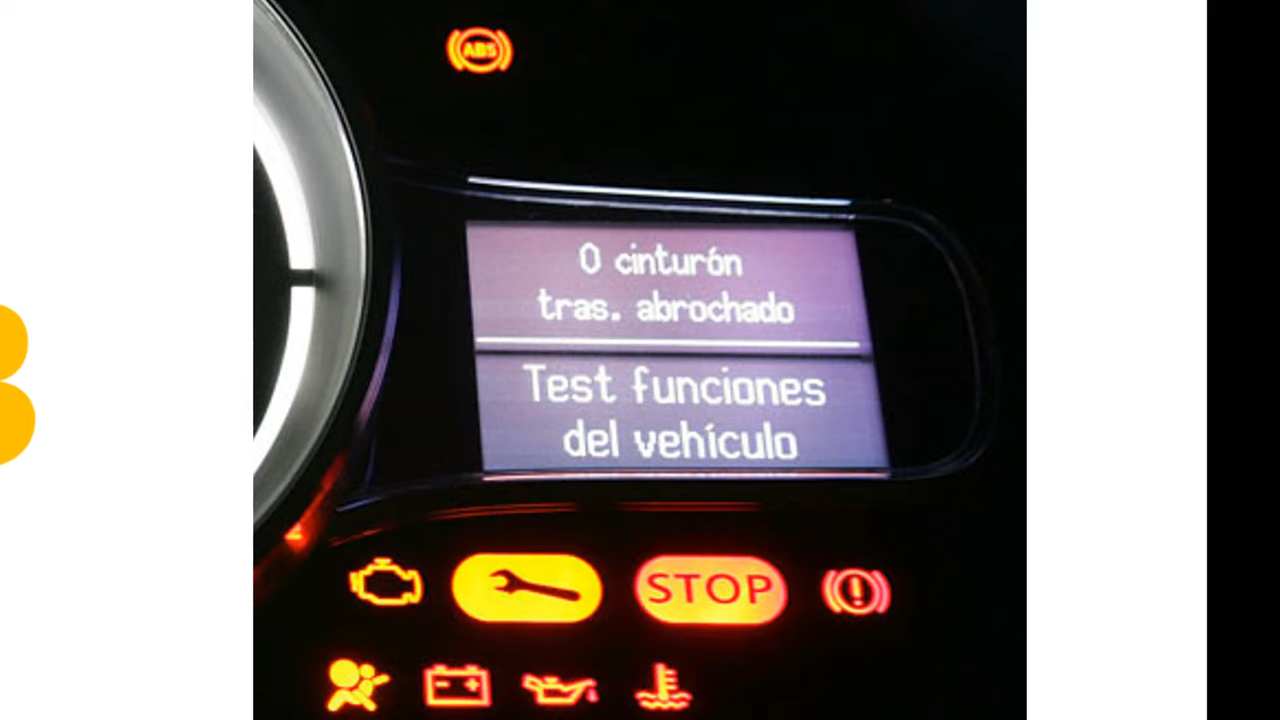 ABS
0 cinturón
tras. abrochado
Test funciones
del vehículo
STOP